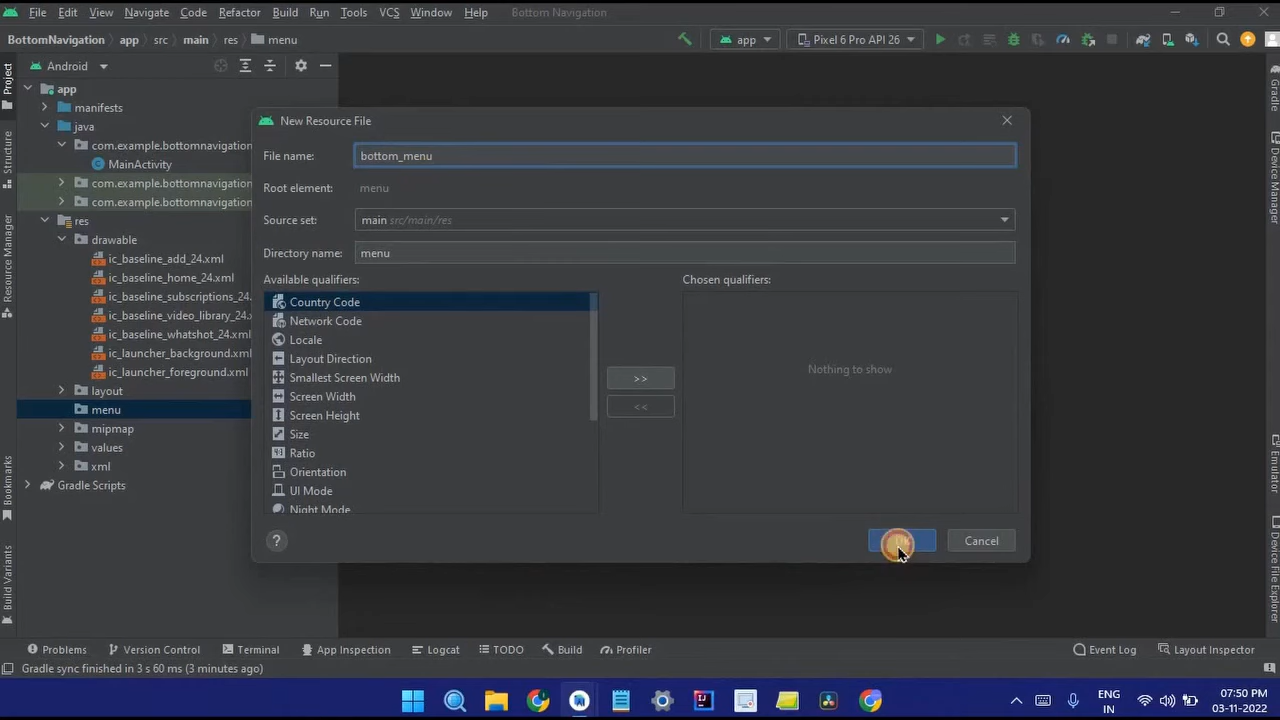 File Edit View Navigate Code Refactor Build Run Tools VCS Window Help Bottom Navigation
BottomNavigation app src main res menu app Pixel 6 Pro API 26
Project
Android
app
manifests
java
com.example.bottomnavigation
MainActivity
com.example.bottomnavigation
com.example.bottomnavigation
res
drawable
ic_baseline_add_24.xml
ic_baseline_home_24.xml
ic_baseline_subscriptions_24.
ic_baseline_video_library_24.
ic_baseline_whatshot_24.xml
ic_launcher_background.xml
ic_launcher_foreground.xml
layout
menu
mipmap
values
xml
Gradle Scripts
Structure
Resource Manager
Bookmarks
Build Variants
New Resource File
File name: bottom_menu
Root element: menu
Source set: main src/main/res
Directory name: menu
Available qualifiers: Chosen qualifiers:
Country Code
Network Code
Locale
Layout Direction
Smallest Screen Width
Screen Width
Screen Height
Size
Ratio
Orientation
UI Mode
Night Mode
>>
<<
Nothing to show
? Cancel
Gradle
Device Manager
Emulator
Device File Explorer
Problems Version Control Terminal App Inspection Logcat TODO Build Profiler Event Log Layout Inspector
Gradle sync finished in 3 s 60 ms (3 minutes ago)
ENG
IN
07:50 PM
03-11-2022